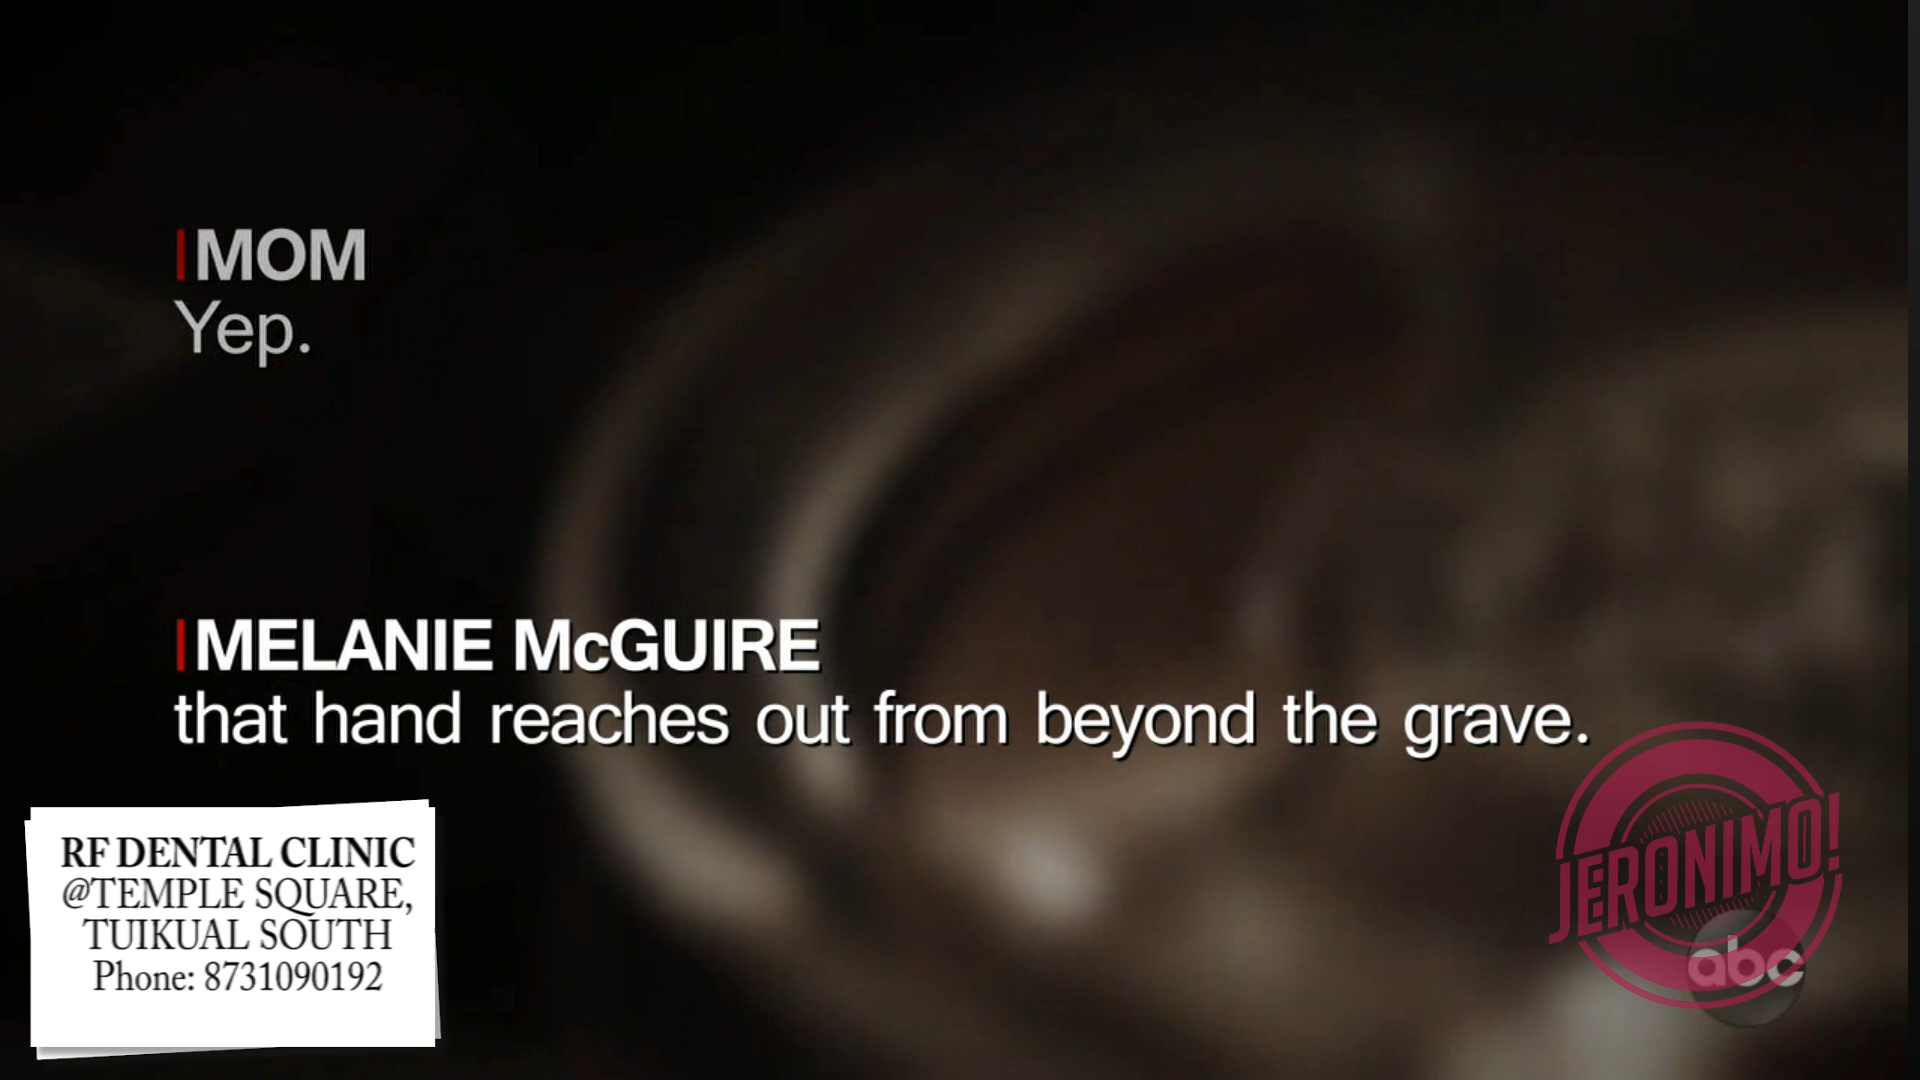 MOM
Yep.
MELANIE McGUIRE
that hand reaches out from beyond the grave.
RF DENTAL CLINIC
@TEMPLE SQUARE,
TUIKUAL SOUTH
Phone: 8731090192
JERONIMO!
abc